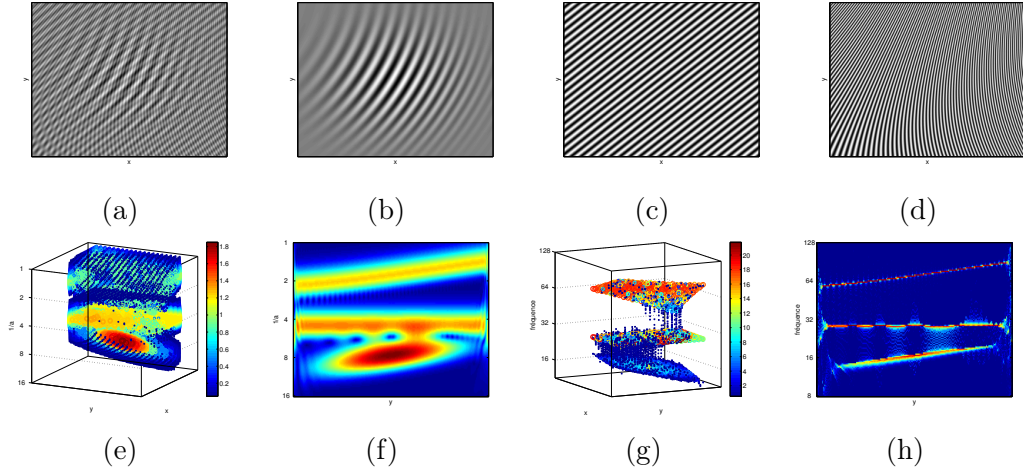 y
x
y
x
y
x
y
x
(a)
(b)
(c)
(d)
1
2
4
8
16
1/a
y
x
1.8
1.6
1.4
1.2
1
0.8
0.6
0.4
0.2
1
2
4
8
16
1/a
y
128
64
32
16
fréquence
x
y
20
18
16
14
12
10
8
6
4
2
128
64
32
16
8
fréquence
y
(e)
(f)
(g)
(h)